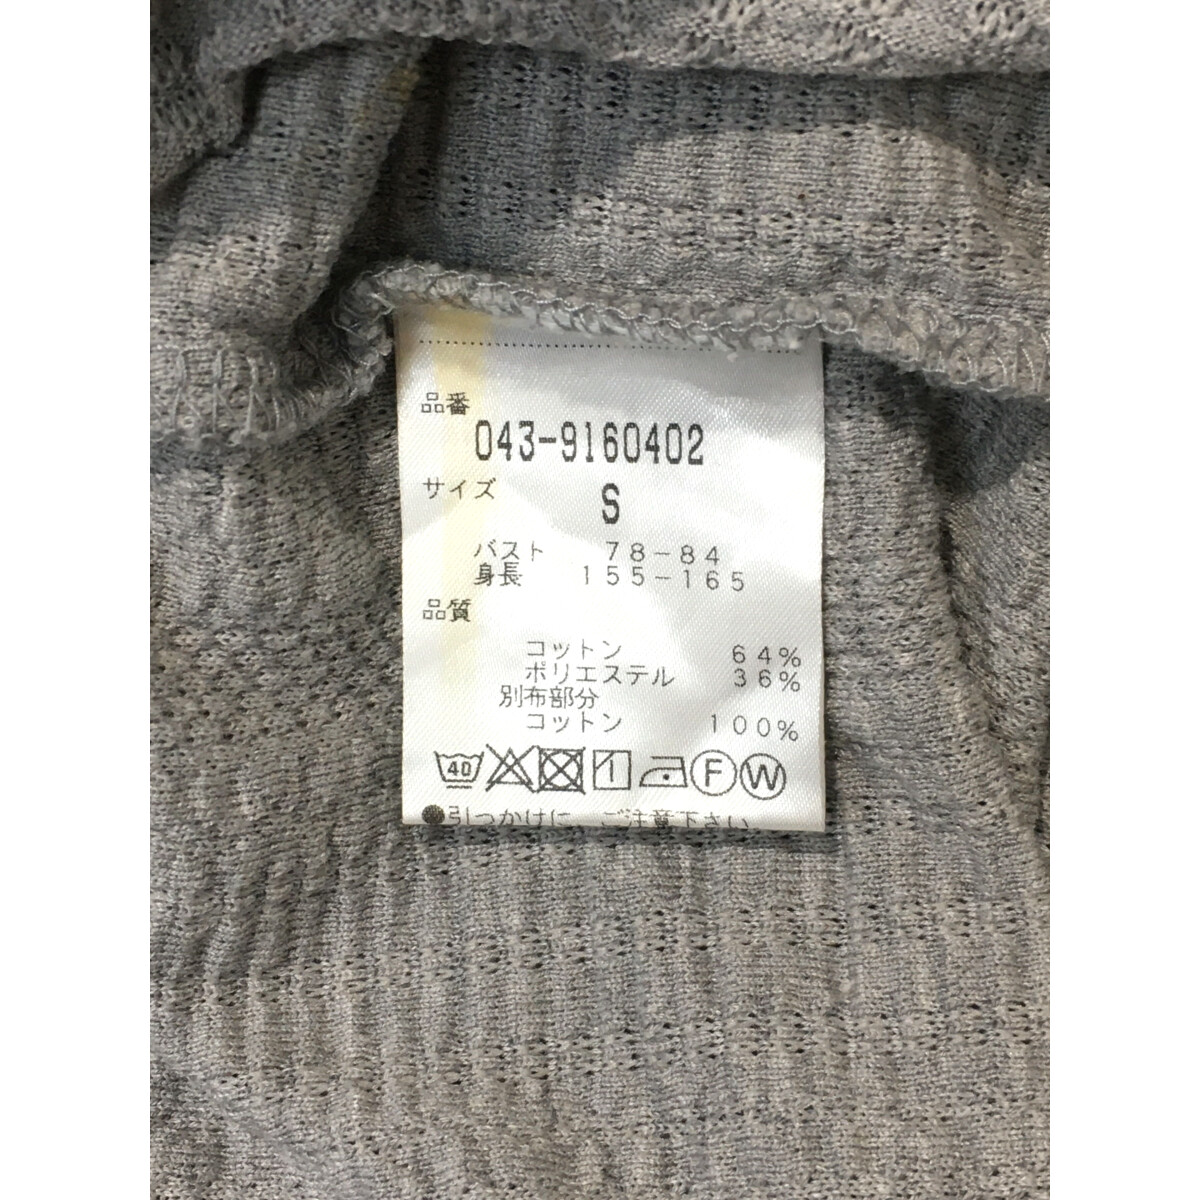 品番
043-9160402
サイズ
S
バスト 78-84
身長 155-165
品質
コットン 64%
ポリエステル 36%
別布部分
コットン 100%
40 F W
●引っかけに、ご注意下さい。